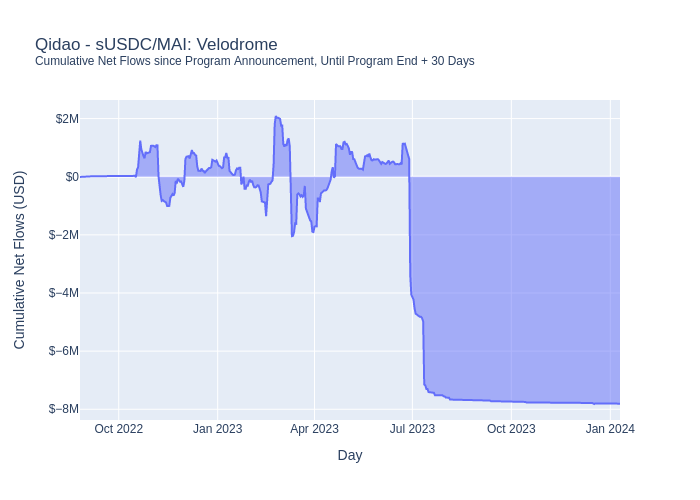 Qidao - sUSDC/MAI: Velodrome
Cumulative Net Flows since Program Announcement, Until Program End + 30 Days
Cumulative Net Flows (USD)
$2M
$0
$−2M
$−4M
$−6M
$−8M
Oct 2022
Jan 2023
Apr 2023
Jul 2023
Oct 2023
Jan 2024
Day